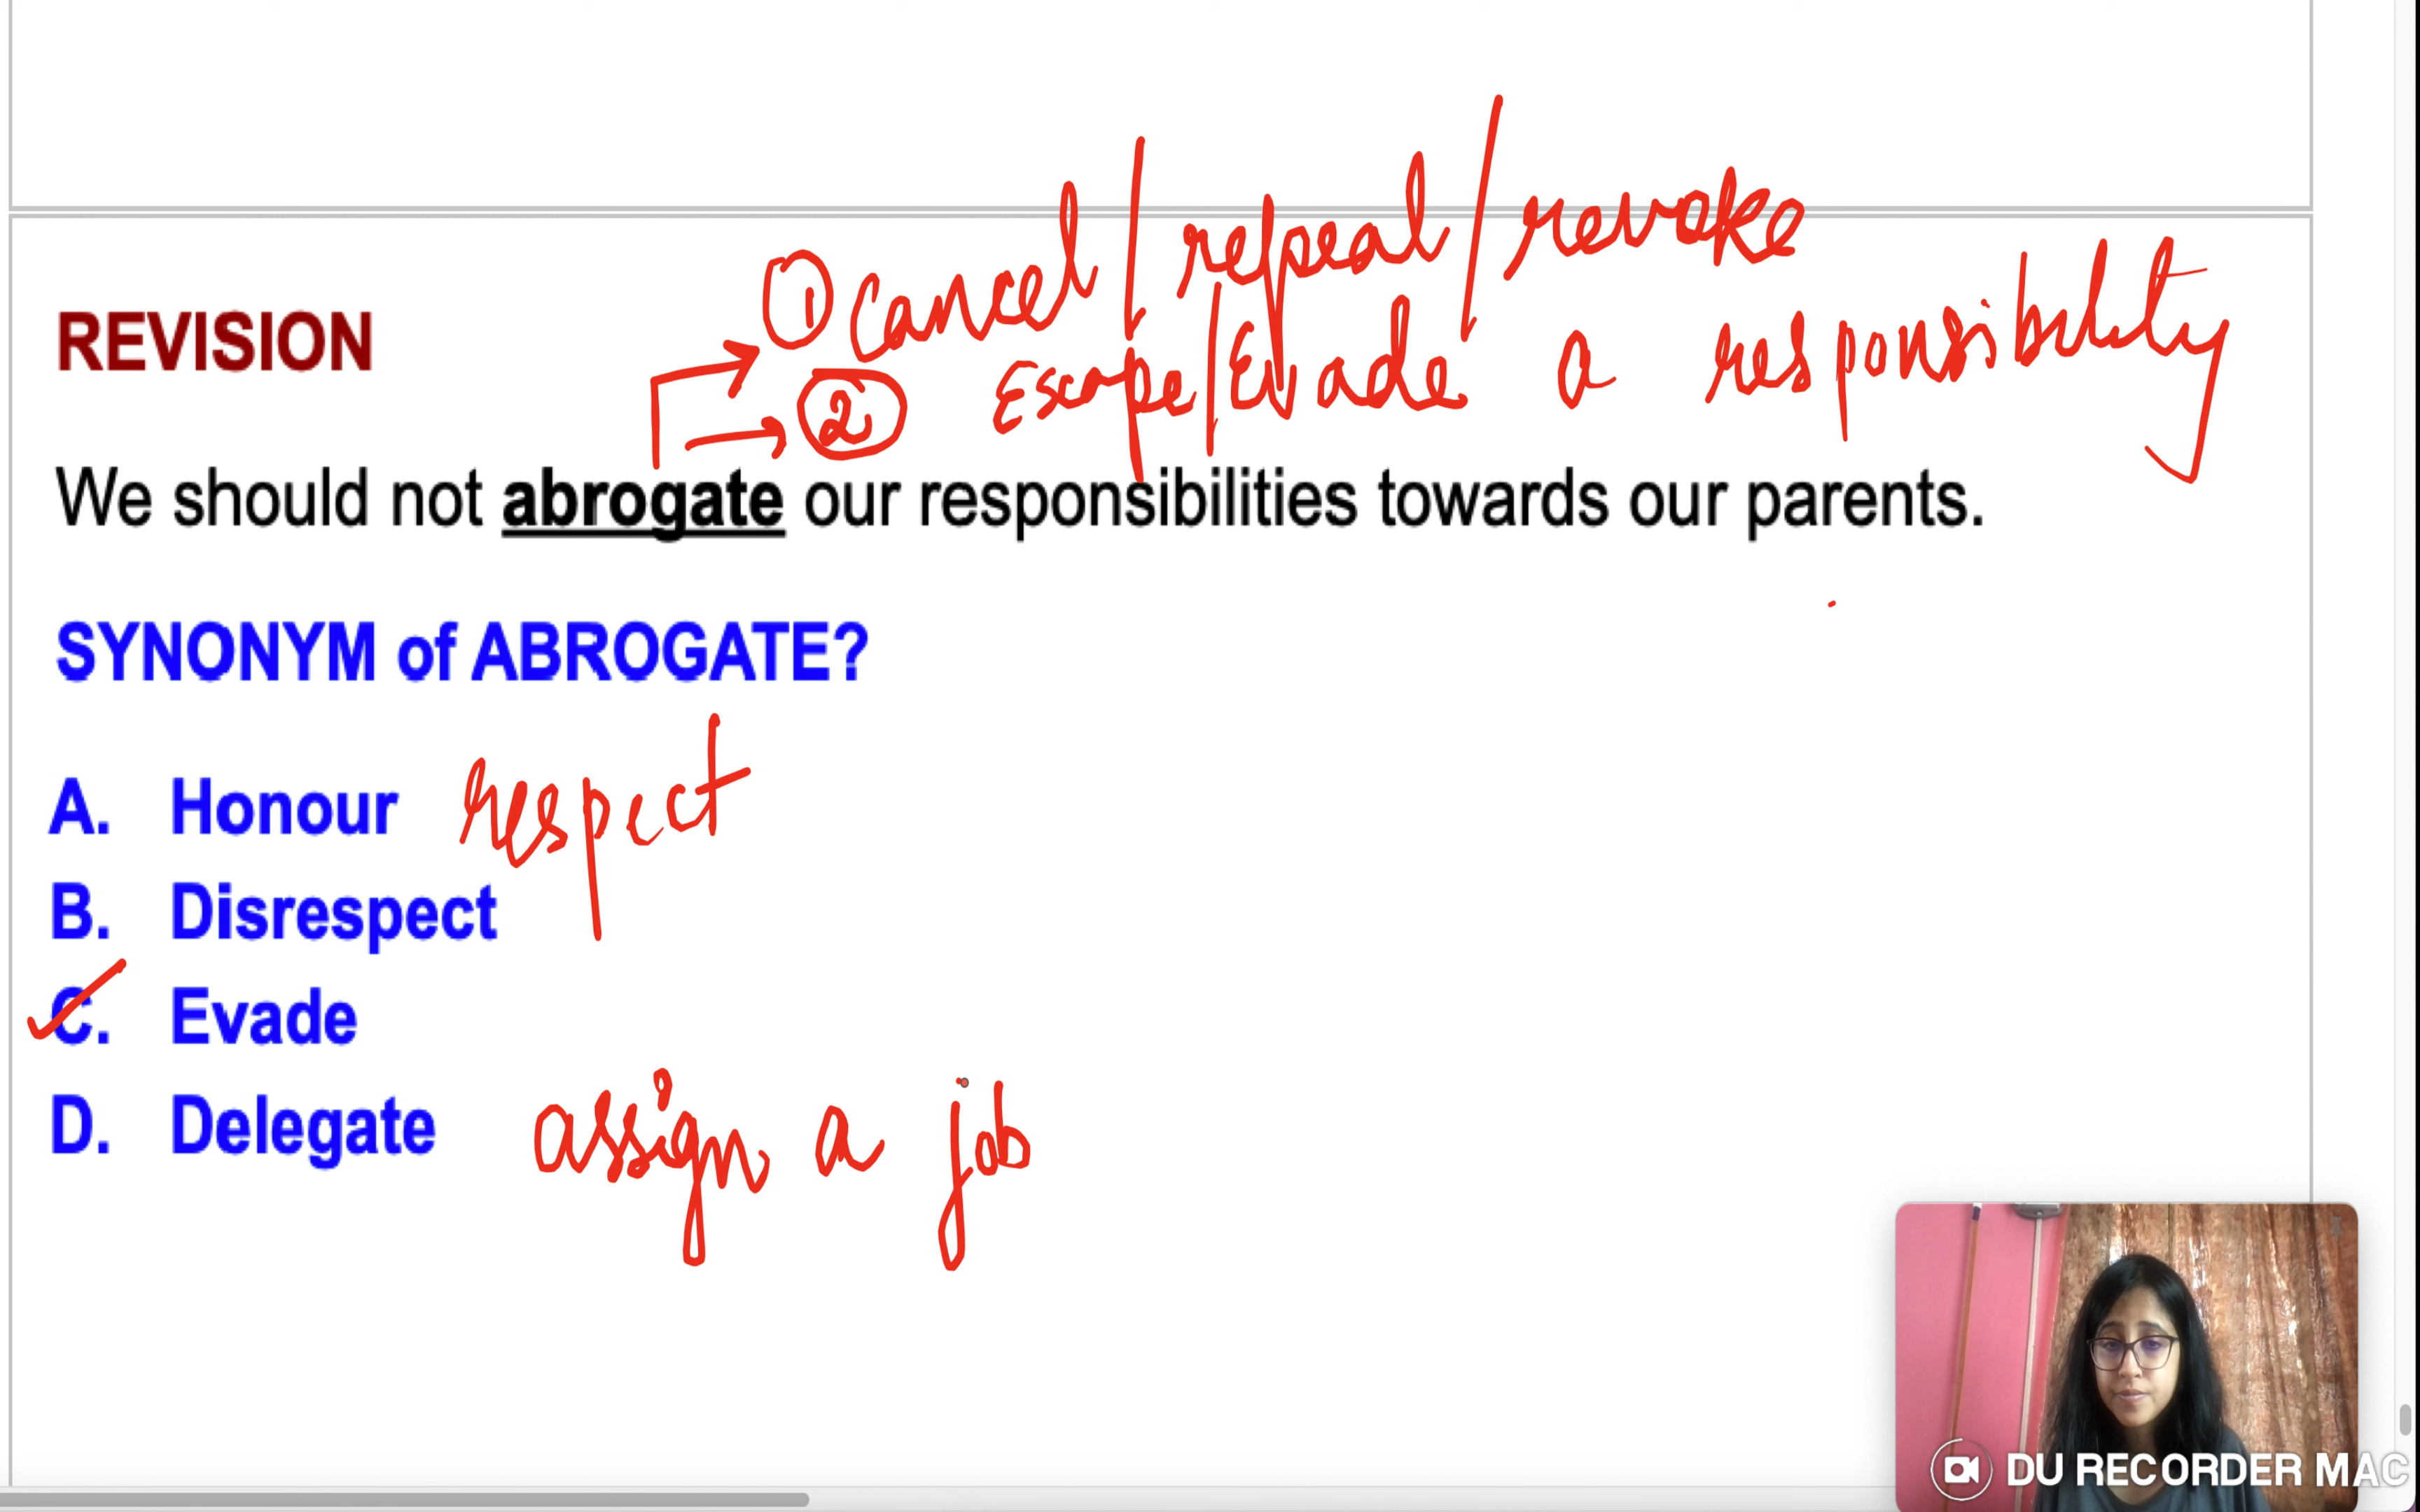 ① Cancel/repeal/revoke
② Escape/Evade a responsibility
REVISION
We should not abrogate our responsibilities towards our parents.
SYNONYM of ABROGATE?
A. Honour respect
B. Disrespect
C. Evade
D. Delegate assign a job
DU RECORDER MAC